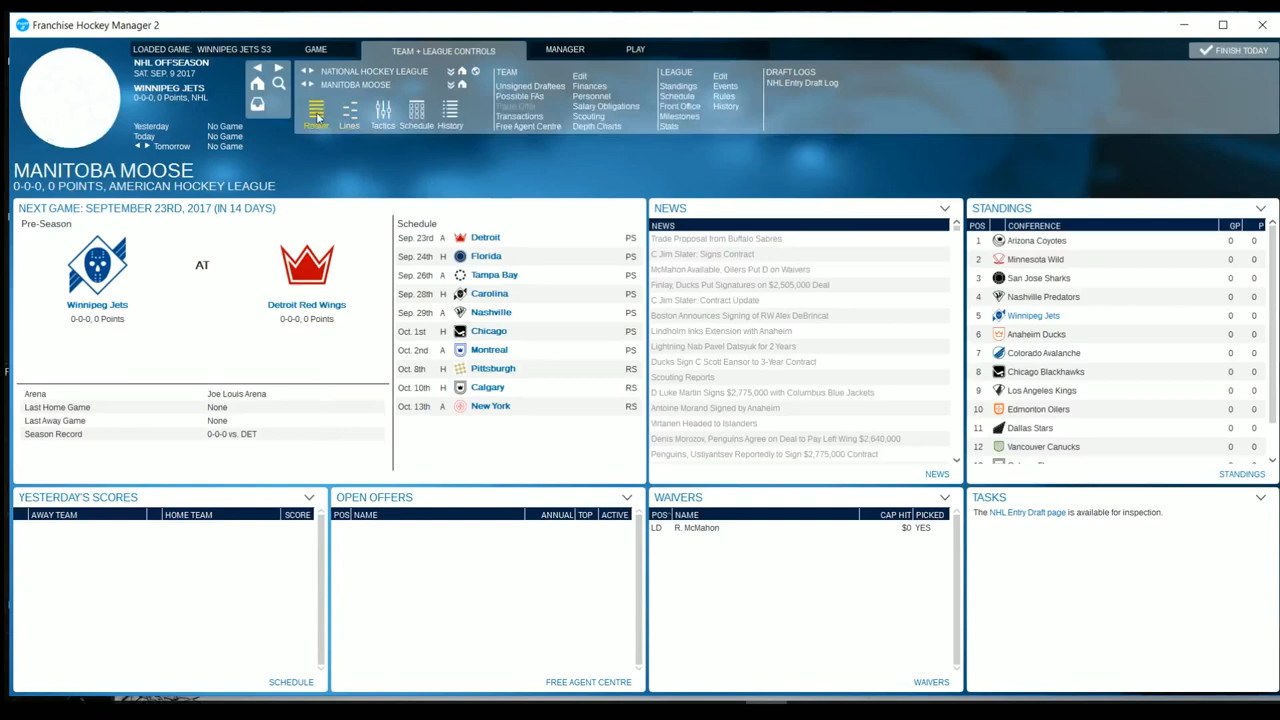 Franchise Hockey Manager 2
LOADED GAME: WINNIPEG JETS S3
GAME
TEAM + LEAGUE CONTROLS
MANAGER
PLAY
FINISH TODAY
NHL OFFSEASON
SAT. SEP. 9 2017
WINNIPEG JETS
0-0-0, 0 Points, NHL
Yesterday No Game
Today No Game
Tomorrow No Game
NATIONAL HOCKEY LEAGUE
MANITOBA MOOSE
Roster
Lines
Tactics
Schedule
History
TEAM
Unsigned Draftees
Possible FAs
Trade Offer
Transactions
Free Agent Centre
Edit
Finances
Personnel
Salary Obligations
Scouting
Depth Charts
LEAGUE
Standings
Schedule
Front Office
Milestones
Stats
Edit
Events
Rules
History
DRAFT LOGS
NHL Entry Draft Log
MANITOBA MOOSE
0-0-0, 0 POINTS, AMERICAN HOCKEY LEAGUE
NEXT GAME: SEPTEMBER 23RD, 2017 (IN 14 DAYS)
Pre-Season
AT
Winnipeg Jets
0-0-0, 0 Points
Detroit Red Wings
0-0-0, 0 Points
Arena Joe Louis Arena
Last Home Game None
Last Away Game None
Season Record 0-0-0 vs. DET
Schedule
Sep. 23rd A Detroit PS
Sep. 24th H Florida PS
Sep. 26th A Tampa Bay PS
Sep. 28th H Carolina PS
Sep. 29th A Nashville PS
Oct. 1st H Chicago PS
Oct. 2nd A Montreal PS
Oct. 8th H Pittsburgh RS
Oct. 10th H Calgary RS
Oct. 13th A New York RS
NEWS
NEWS
Trade Proposal from Buffalo Sabres
C Jim Slater: Signs Contract
McMahon Available, Oilers Put D on Waivers
Finlay, Ducks Put Signatures on $2,505,000 Deal
C Jim Slater: Contract Update
Boston Announces Signing of RW Alex DeBrincat
Lindholm Inks Extension with Anaheim
Lightning Nab Pavel Datsyuk for 2 Years
Ducks Sign C Scott Eansor to 3-Year Contract
Scouting Reports
D Luke Martin Signs $2,775,000 with Columbus Blue Jackets
Antoine Morand Signed by Anaheim
Virtanen Headed to Islanders
Denis Morozov, Penguins Agree on Deal to Pay Left Wing $2,640,000
Penguins, Ustiyantsev Reportedly to Sign $2,775,000 Contract
NEWS
STANDINGS
POS CONFERENCE GP P
1 Arizona Coyotes 0 0
2 Minnesota Wild 0 0
3 San Jose Sharks 0 0
4 Nashville Predators 0 0
5 Winnipeg Jets 0 0
6 Anaheim Ducks 0 0
7 Colorado Avalanche 0 0
8 Chicago Blackhawks 0 0
9 Los Angeles Kings 0 0
10 Edmonton Oilers 0 0
11 Dallas Stars 0 0
12 Vancouver Canucks 0 0
STANDINGS
YESTERDAY'S SCORES
AWAY TEAM HOME TEAM SCORE
SCHEDULE
OPEN OFFERS
POS NAME ANNUAL TOP ACTIVE
FREE AGENT CENTRE
WAIVERS
POS NAME CAP HIT PICKED
LD R. McMahon $0 YES
WAIVERS
TASKS
The NHL Entry Draft page is available for inspection.